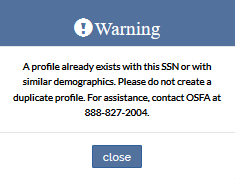 Warning
A profile already exists with this SSN or with
similar demographics. Please do not create a
duplicate profile. For assistance, contact OSFA at
888-827-2004.
close